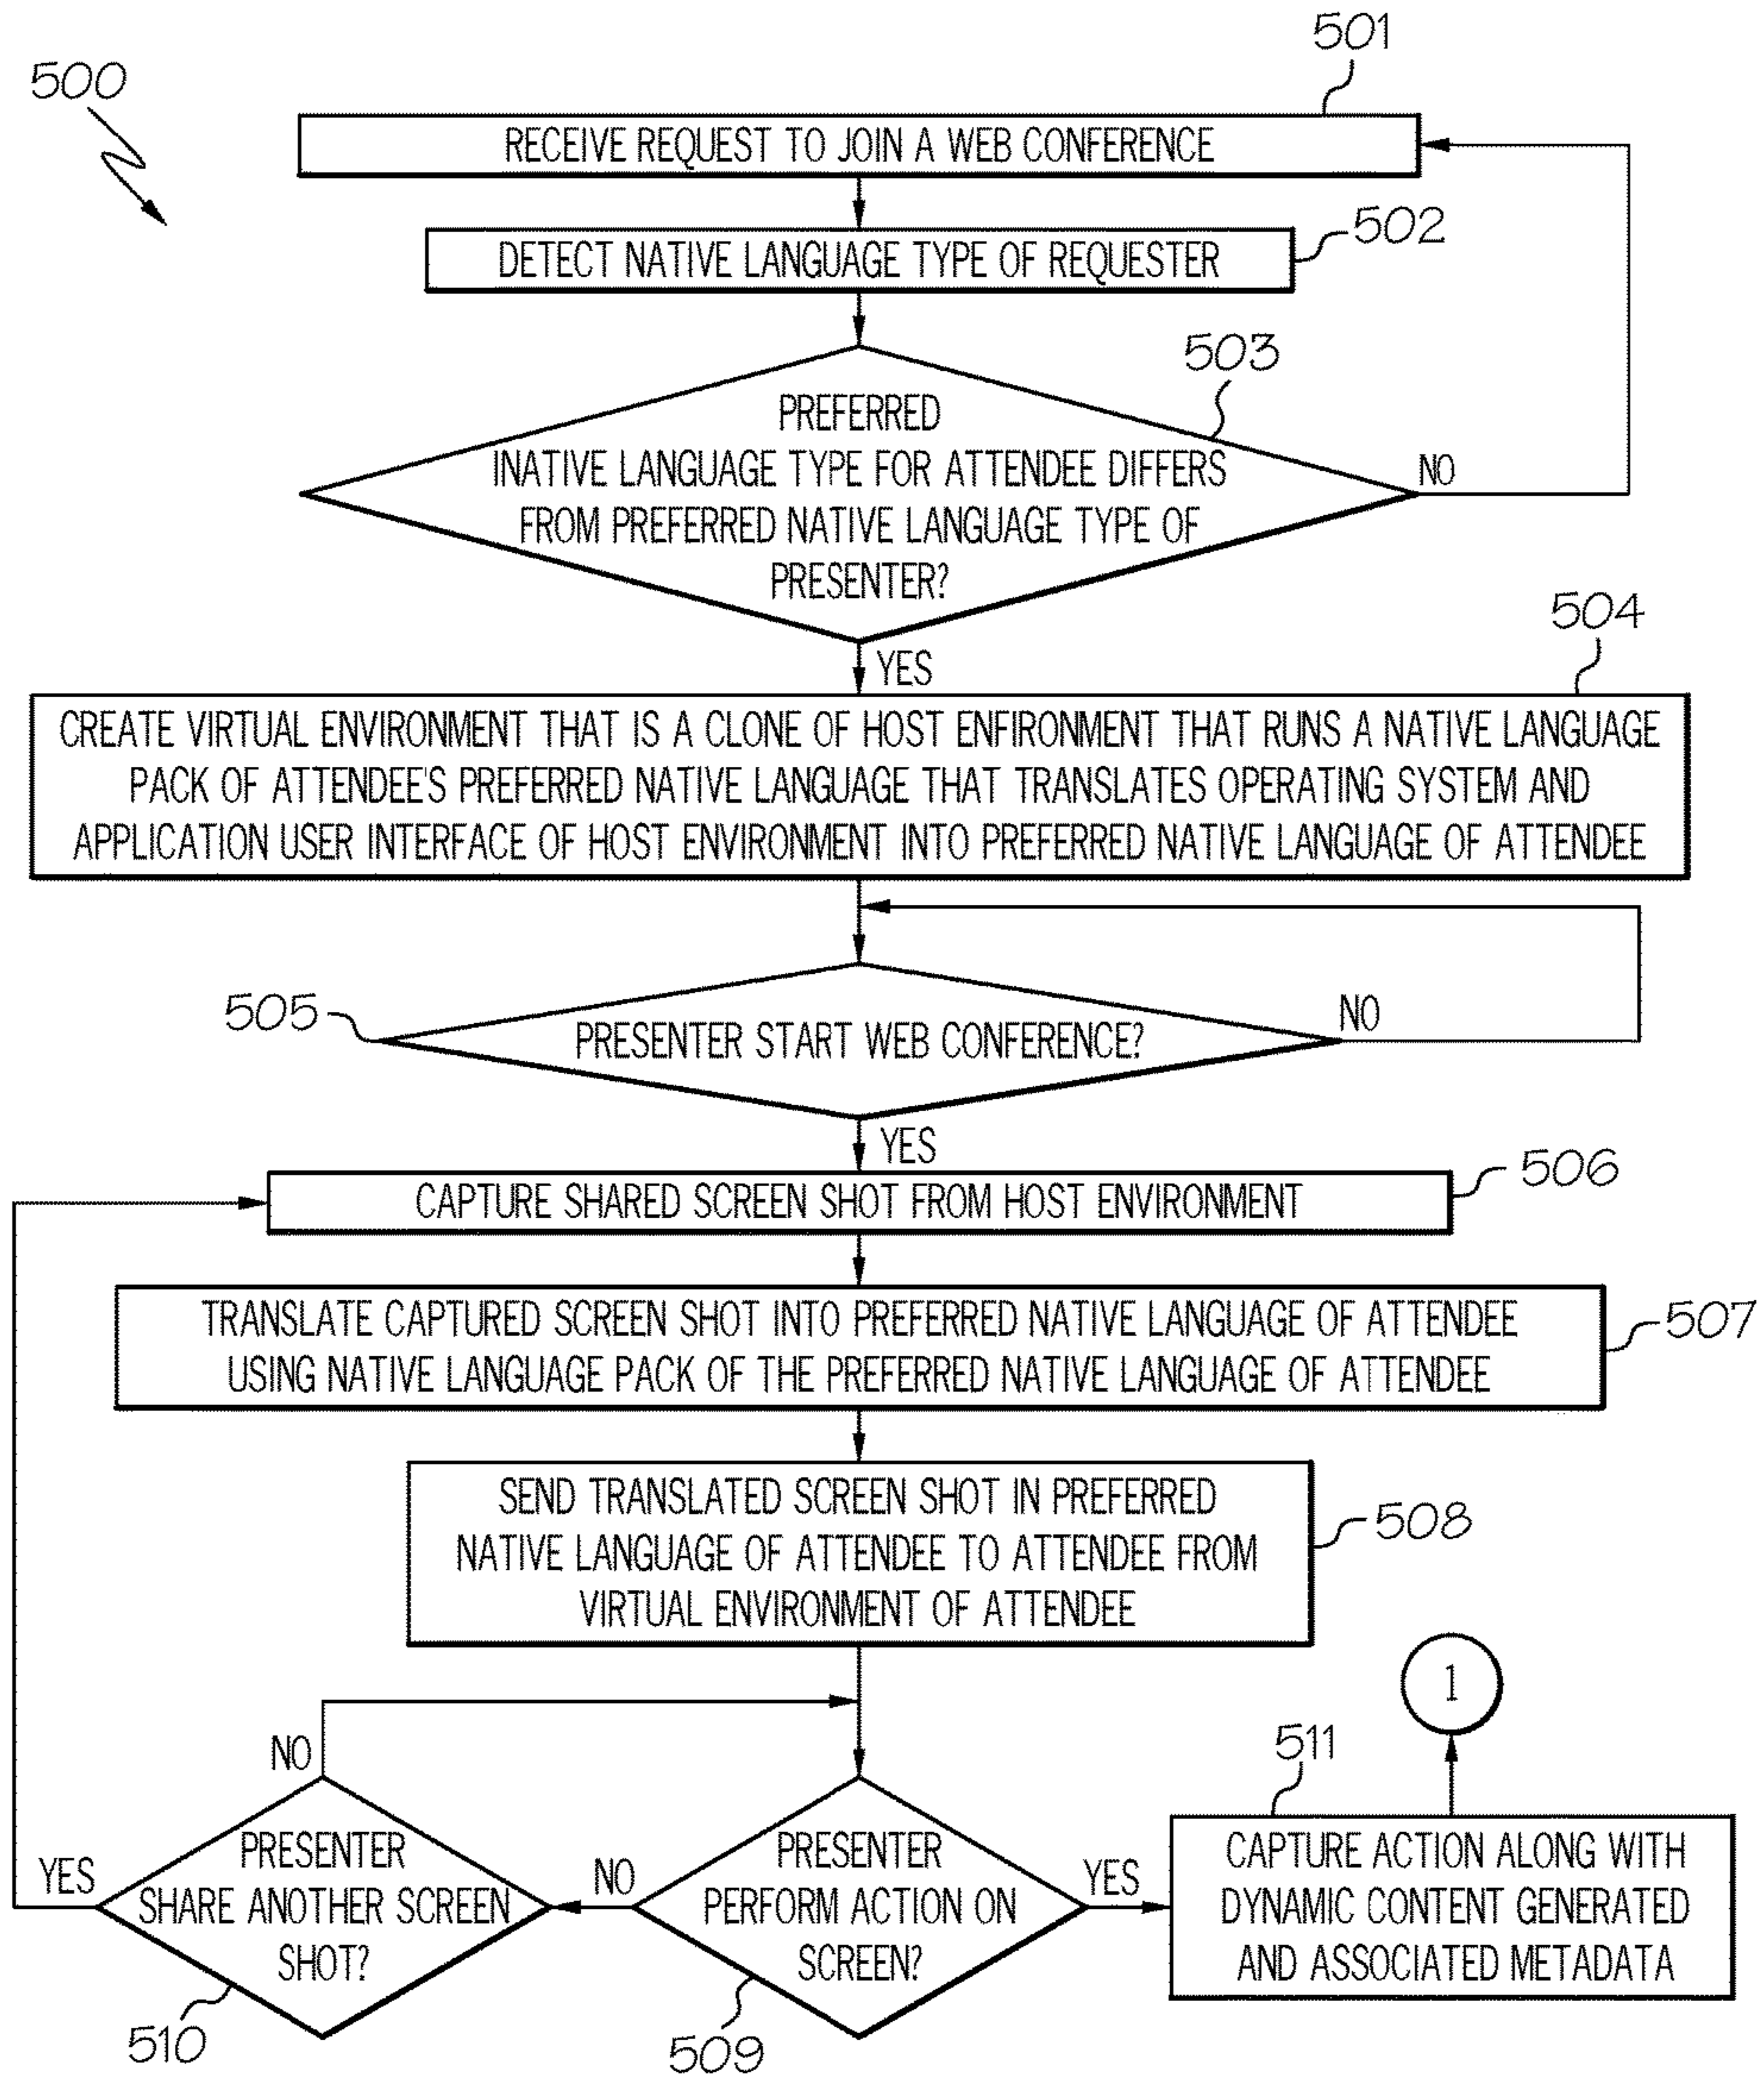 501
500
RECEIVE REQUEST TO JOIN A WEB CONFERENCE
502
DETECT NATIVE LANGUAGE TYPE OF REQUESTER
503
PREFERRED
INATIVE LANGUAGE TYPE FOR ATTENDEE DIFFERS
FROM PREFERRED NATIVE LANGUAGE TYPE OF
PRESENTER?
NO
YES
504
CREATE VIRTUAL ENVIRONMENT THAT IS A CLONE OF HOST ENFIRONMENT THAT RUNS A NATIVE LANGUAGE
PACK OF ATTENDEE'S PREFERRED NATIVE LANGUAGE THAT TRANSLATES OPERATING SYSTEM AND
APPLICATION USER INTERFACE OF HOST ENVIRONMENT INTO PREFERRED NATIVE LANGUAGE OF ATTENDEE
505
PRESENTER START WEB CONFERENCE?
NO
YES
506
CAPTURE SHARED SCREEN SHOT FROM HOST ENVIRONMENT
507
TRANSLATE CAPTURED SCREEN SHOT INTO PREFERRED NATIVE LANGUAGE OF ATTENDEE
USING NATIVE LANGUAGE PACK OF THE PREFERRED NATIVE LANGUAGE OF ATTENDEE
508
SEND TRANSLATED SCREEN SHOT IN PREFERRED
NATIVE LANGUAGE OF ATTENDEE TO ATTENDEE FROM
VIRTUAL ENVIRONMENT OF ATTENDEE
1
NO
YES
PRESENTER
SHARE ANOTHER SCREEN
SHOT?
510
NO
PRESENTER
PERFORM ACTION ON
SCREEN?
509
YES
511
CAPTURE ACTION ALONG WITH
DYNAMIC CONTENT GENERATED
AND ASSOCIATED METADATA